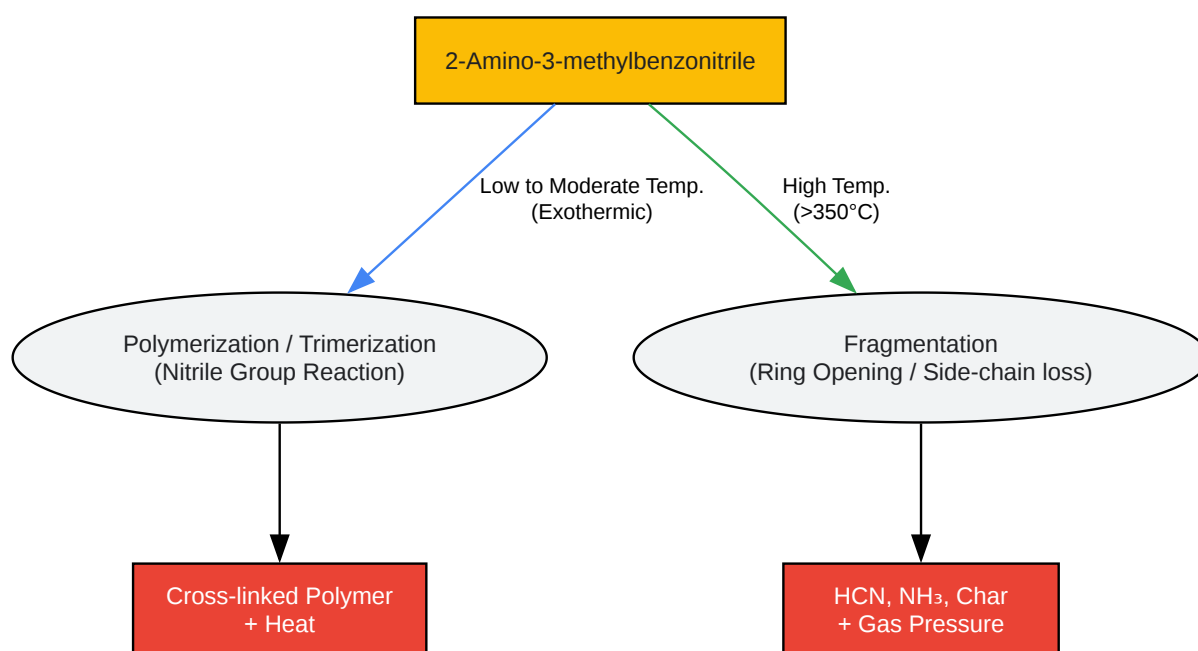 2-Amino-3-methylbenzonitrile
Low to Moderate Temp.
(Exothermic)
High Temp.
(>350°C)
Polymerization / Trimerization
(Nitrile Group Reaction)
Fragmentation
(Ring Opening / Side-chain loss)
Cross-linked Polymer
+ Heat
HCN, NH₃, Char
+ Gas Pressure